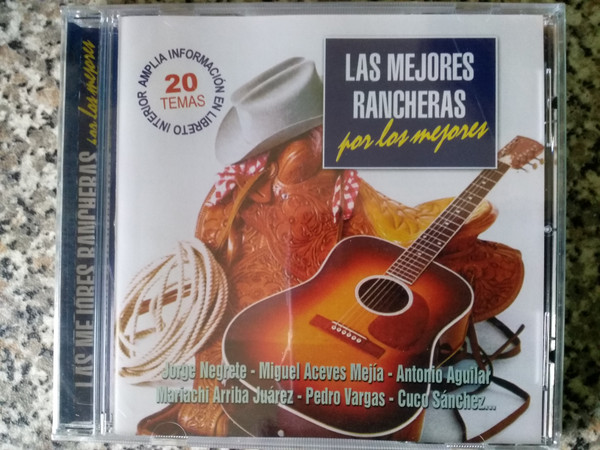 LAS MEJORES RANCHERAS por los mejores
AMPLIA INFORMACIÓN EN LIBRETO INTERIOR
20
TEMAS
LAS MEJORES
RANCHERAS
por los mejores
Jorge Negrete - Miguel Aceves Mejía - Antonio Aguilar
Mariachi Arriba Juárez - Pedro Vargas - Cuco Sánchez...